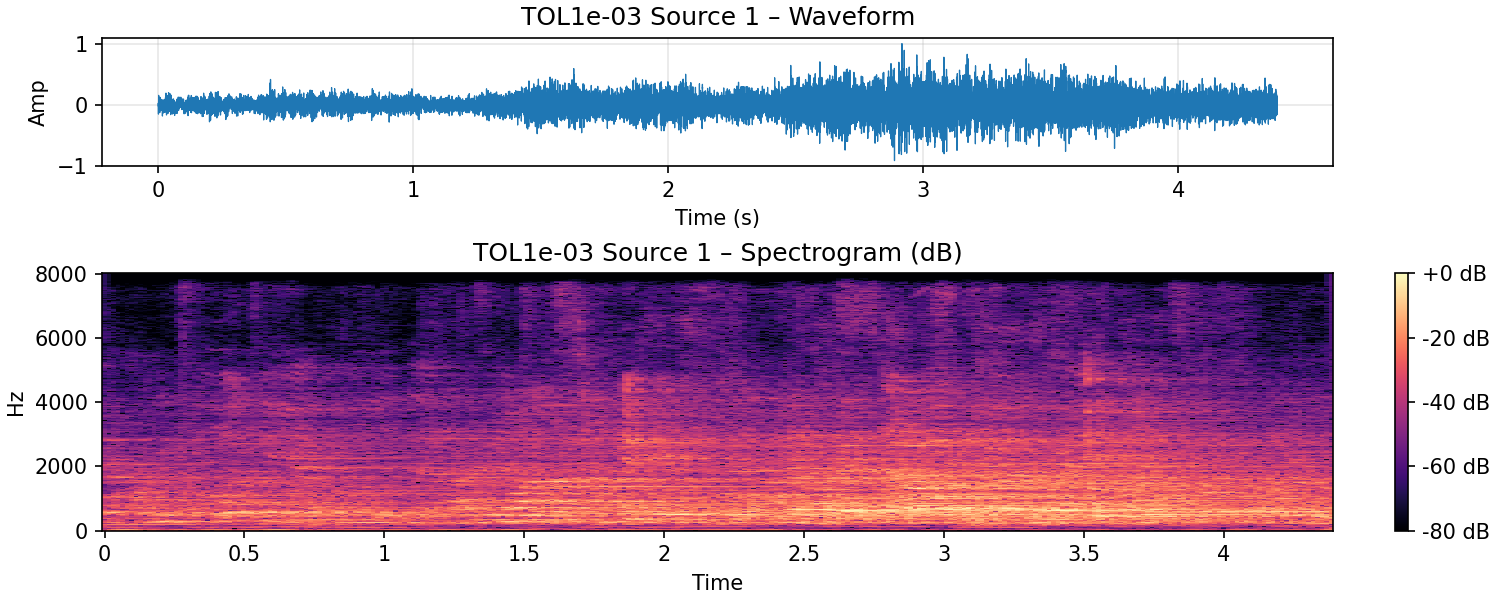 TOL1e-03 Source 1 – Waveform
1
0
−1
Amp
0 1 2 3 4
Time (s)
TOL1e-03 Source 1 – Spectrogram (dB)
8000
6000
4000
2000
0
Hz
0 0.5 1 1.5 2 2.5 3 3.5 4
Time
+0 dB
-20 dB
-40 dB
-60 dB
-80 dB